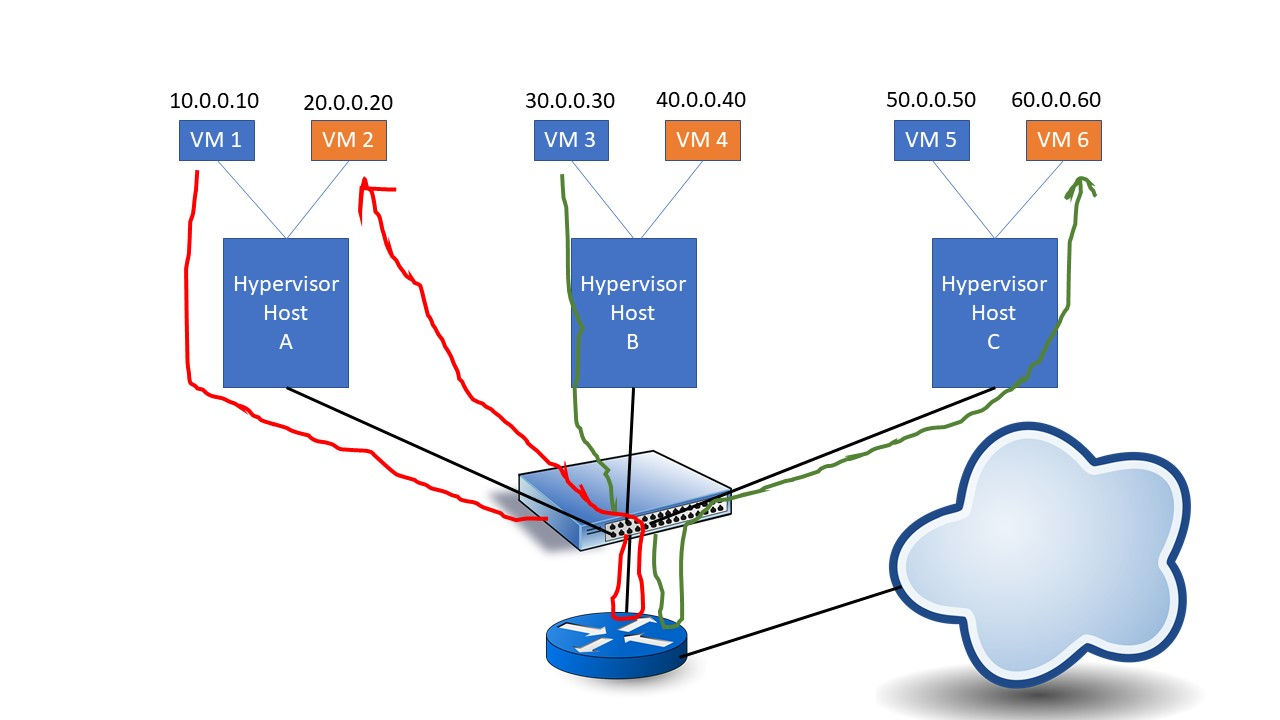 10.0.0.10
20.0.0.20
30.0.0.30
40.0.0.40
50.0.0.50
60.0.0.60
VM 1
VM 2
VM 3
VM 4
VM 5
VM 6
Hypervisor
Host
A
Hypervisor
Host
B
Hypervisor
Host
C